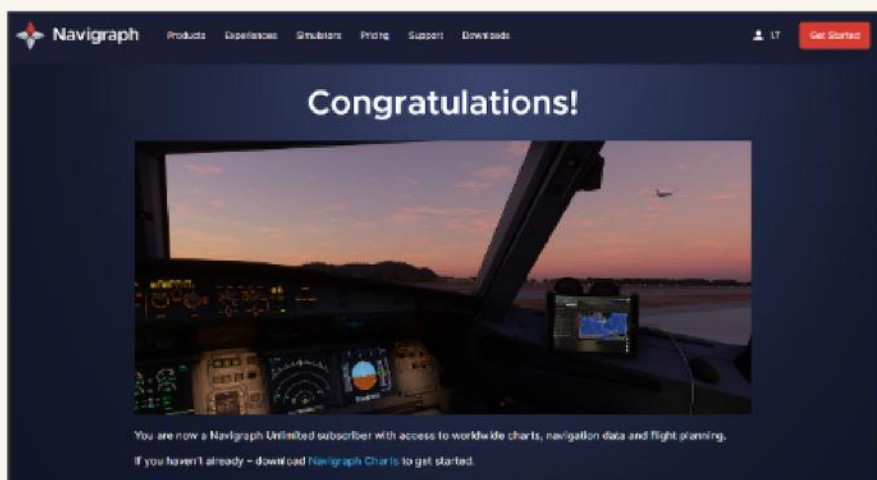 Navigraph
Products Experiences Simulators Pricing Support Downloads
LT
Get Started
Congratulations!
You are now a Navigraph Unlimited subscriber with access to worldwide charts, navigation data and flight planning.
If you haven't already – download Navigraph Charts to get started.